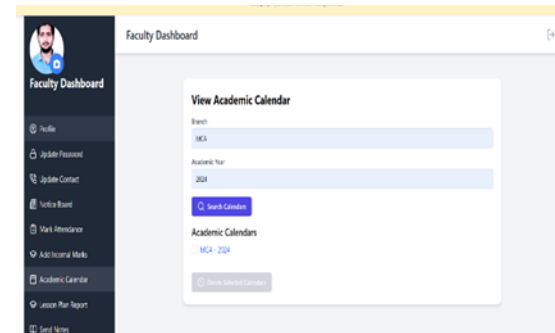 Faculty Dashboard
Faculty Dashboard
Profile
Update Password
Update Contact
Notice Board
Mark Attendance
Add Internal Marks
Academic Calendar
Lesson Plan Report
Send Notes
View Academic Calendar
Branch
MCA
Academic Year
2024
Search Calendars
Academic Calendars
MCA - 2024
Delete Selected Calendars